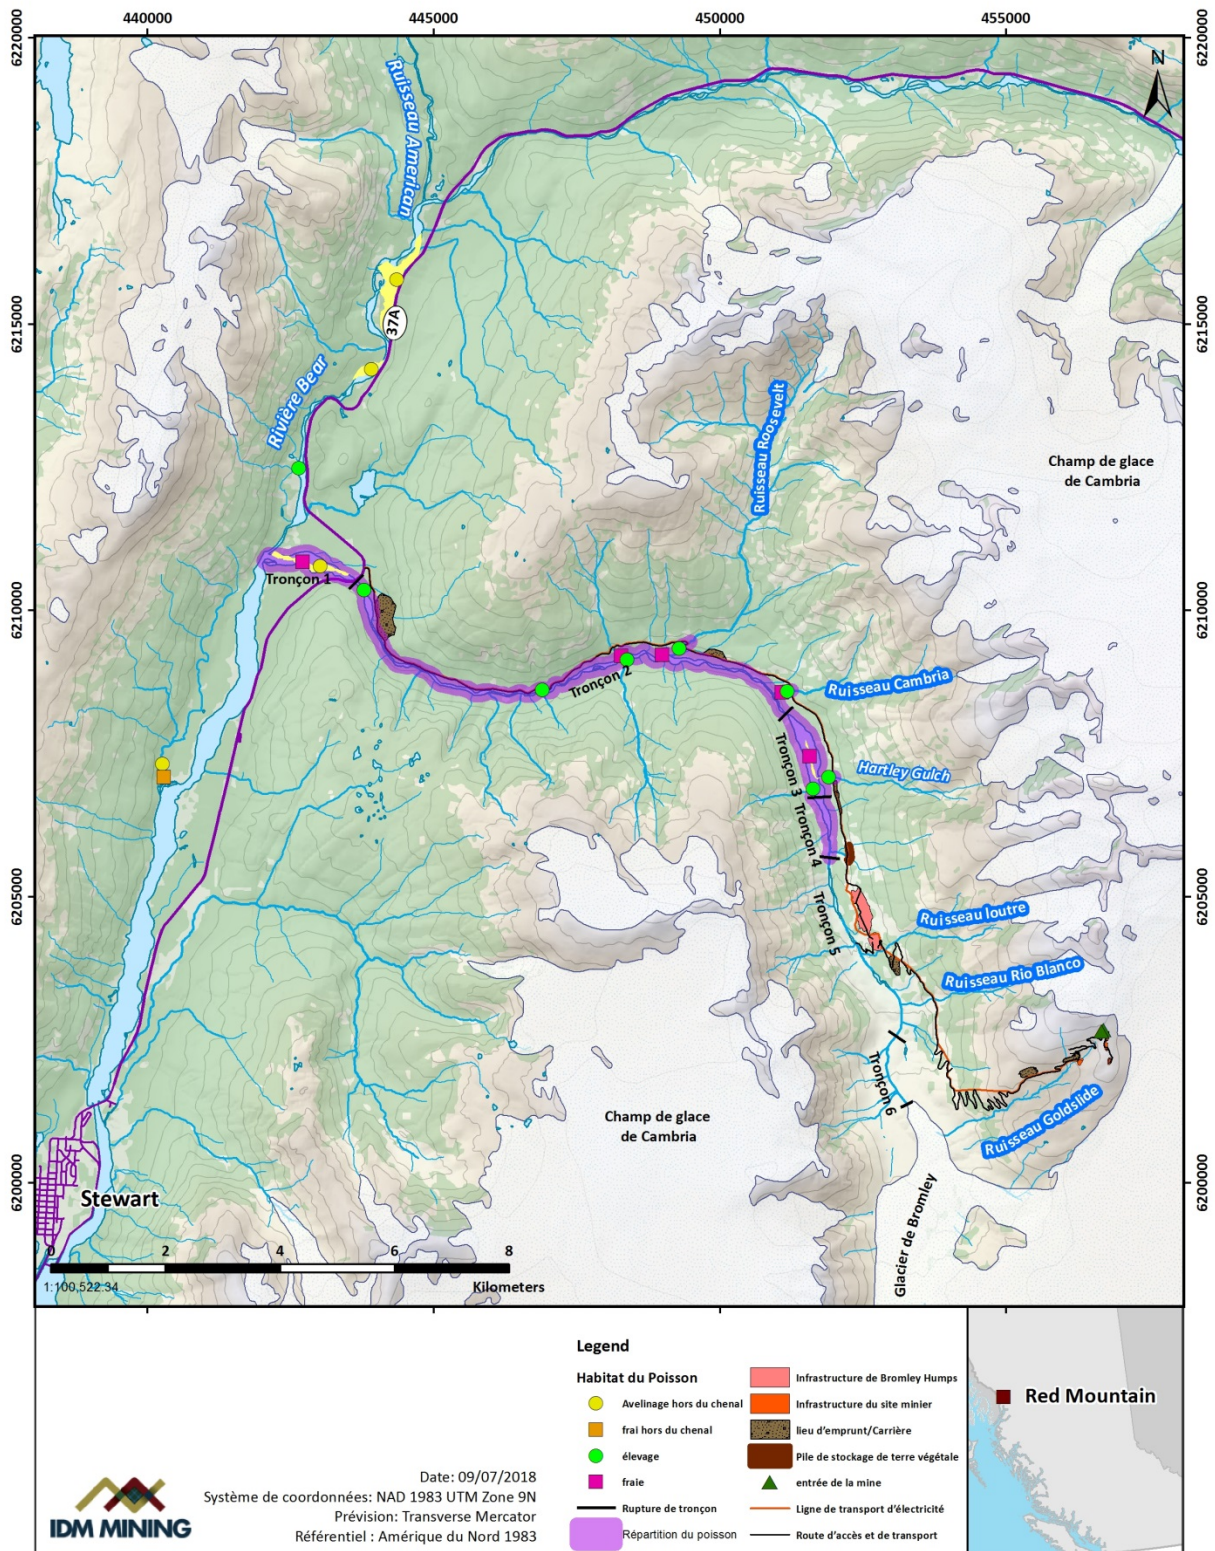 440000
445000
450000
455000
6220000
6220000
N
Ruisseau American
6215000
6215000
37A
Rivière Bear
Ruisseau Roosevelt
Champ de glace
de Cambria
Tronçon 1
6210000
6210000
Tronçon 2
Ruisseau Cambria
Tronçon 3
Hartley Gulch
Tronçon 4
6205000
6205000
Tronçon 5
Ruisseau loutre
Ruisseau Rio Blanco
Tronçon 6
Ruisseau Goldslide
Champ de glace
de Cambria
6200000
6200000
Stewart
Glacier de Bromley
0 2 4 6 8
1:100,522.34
Kilometers
Legend
Habitat du Poisson
Avelinage hors du chenal
frai hors du chenal
élevage
fraie
Rupture de tronçon
Répartition du poisson
Infrastructure de Bromley Humps
Infrastructure du site minier
lieu d'emprunt/Carrière
Pile de stockage de terre végétale
entrée de la mine
Ligne de transport d'électricité
Route d'accès et de transport
Red Mountain
IDM MINING
Date: 09/07/2018
Système de coordonnées: NAD 1983 UTM Zone 9N
Prévision: Transverse Mercator
Référentiel : Amérique du Nord 1983